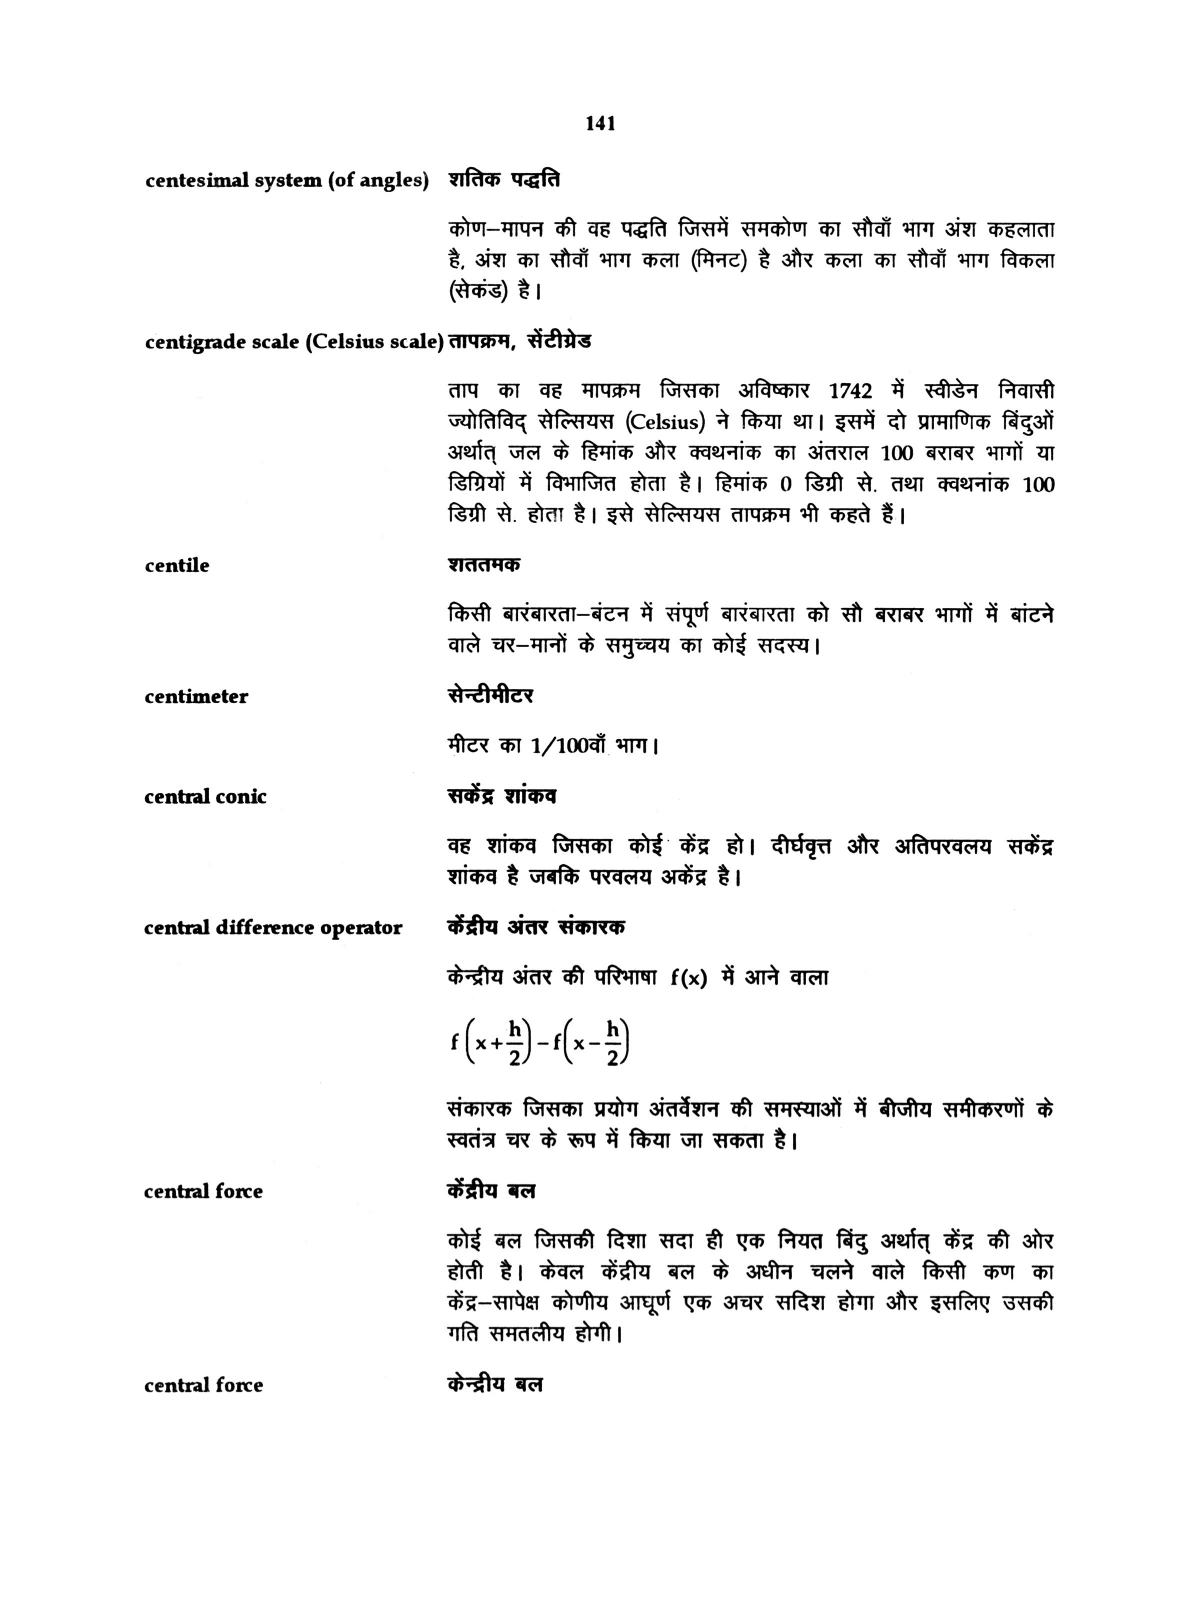 141
centesimal system (of angles) शतिक पद्धति
कोण–मापन की वह पद्धति जिसमें समकोण का सौवाँ भाग अंश कहलाता
है, अंश का सौवाँ भाग कला (मिनट) है और कला का सौवाँ भाग विकला
(सेकंड) है।
centigrade scale (Celsius scale) तापक्रम, सेंटीग्रेड
ताप का वह मापक्रम जिसका अविष्कार 1742 में स्वीडेन निवासी
ज्योतिविद् सेल्सियस (Celsius) ने किया था। इसमें दो प्रामाणिक बिंदुओं
अर्थात् जल के हिमांक और क्वथनांक का अंतराल 100 बराबर भागों या
डिग्रियों में विभाजित होता है। हिमांक 0 डिग्री से. तथा क्वथनांक 100
डिग्री से. होता है। इसे सेल्सियस तापक्रम भी कहते हैं।
centile शततमक
किसी बारंबारता–बंटन में संपूर्ण बारंबारता को सौ बराबर भागों में बांटने
वाले चर–मानों के समुच्चय का कोई सदस्य।
centimeter सेन्टीमीटर
मीटर का 1/100वाँ भाग।
central conic सकेंद्र शांकव
वह शांकव जिसका कोई केंद्र हो। दीर्घवृत्त और अतिपरवलय सकेंद्र
शांकव है जबकि परवलय अकेंद्र है।
central difference operator केंद्रीय अंतर संकारक
केन्द्रीय अंतर की परिभाषा f(x) में आने वाला
f(x+h/2)–f(x–h/2)
संकारक जिसका प्रयोग अंतर्वेशन की समस्याओं में बीजीय समीकरणों के
स्वतंत्र चर के रूप में किया जा सकता है।
central force केंद्रीय बल
कोई बल जिसकी दिशा सदा ही एक नियत बिंदु अर्थात् केंद्र की ओर
होती है। केवल केंद्रीय बल के अधीन चलने वाले किसी कण का
केंद्र–सापेक्ष कोणीय आघूर्ण एक अचर सदिश होगा और इसलिए उसकी
गति समतलीय होगी।
central force केन्द्रीय बल